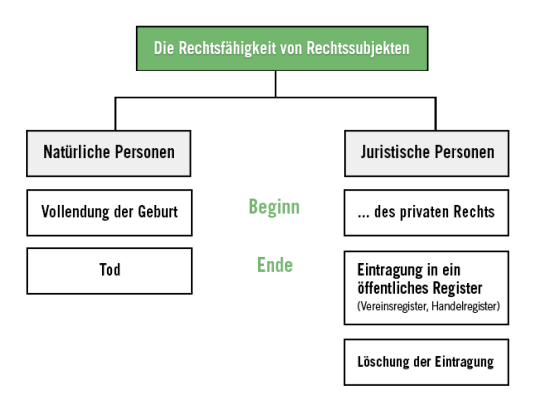 Die Rechtsfähigkeit von Rechtssubjekten
Natürliche Personen
Juristische Personen
Vollendung der Geburt
Beginn
... des privaten Rechts
Tod
Ende
Eintragung in ein
öffentliches Register
(Vereinsregister, Handelregister)
Löschung der Eintragung